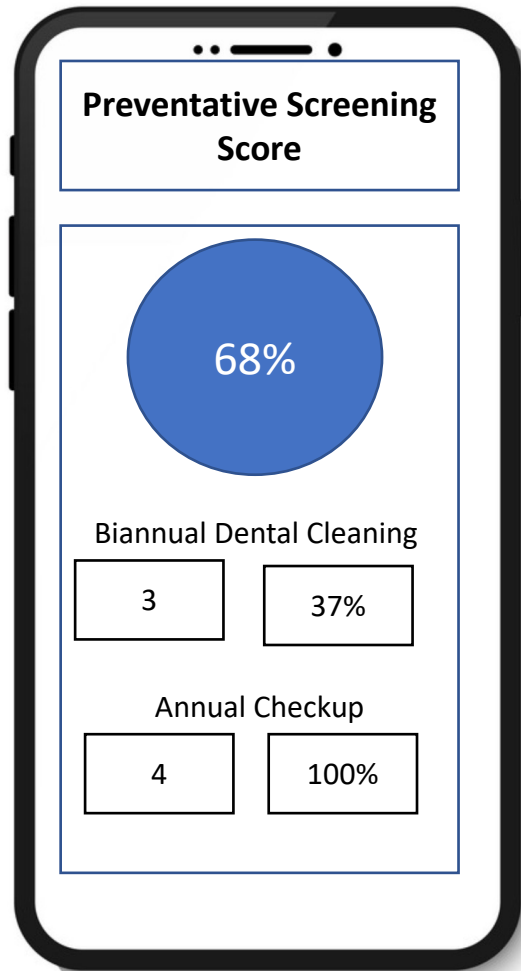 Preventative Screening
Score
68%
Biannual Dental Cleaning
3
37%
Annual Checkup
4
100%